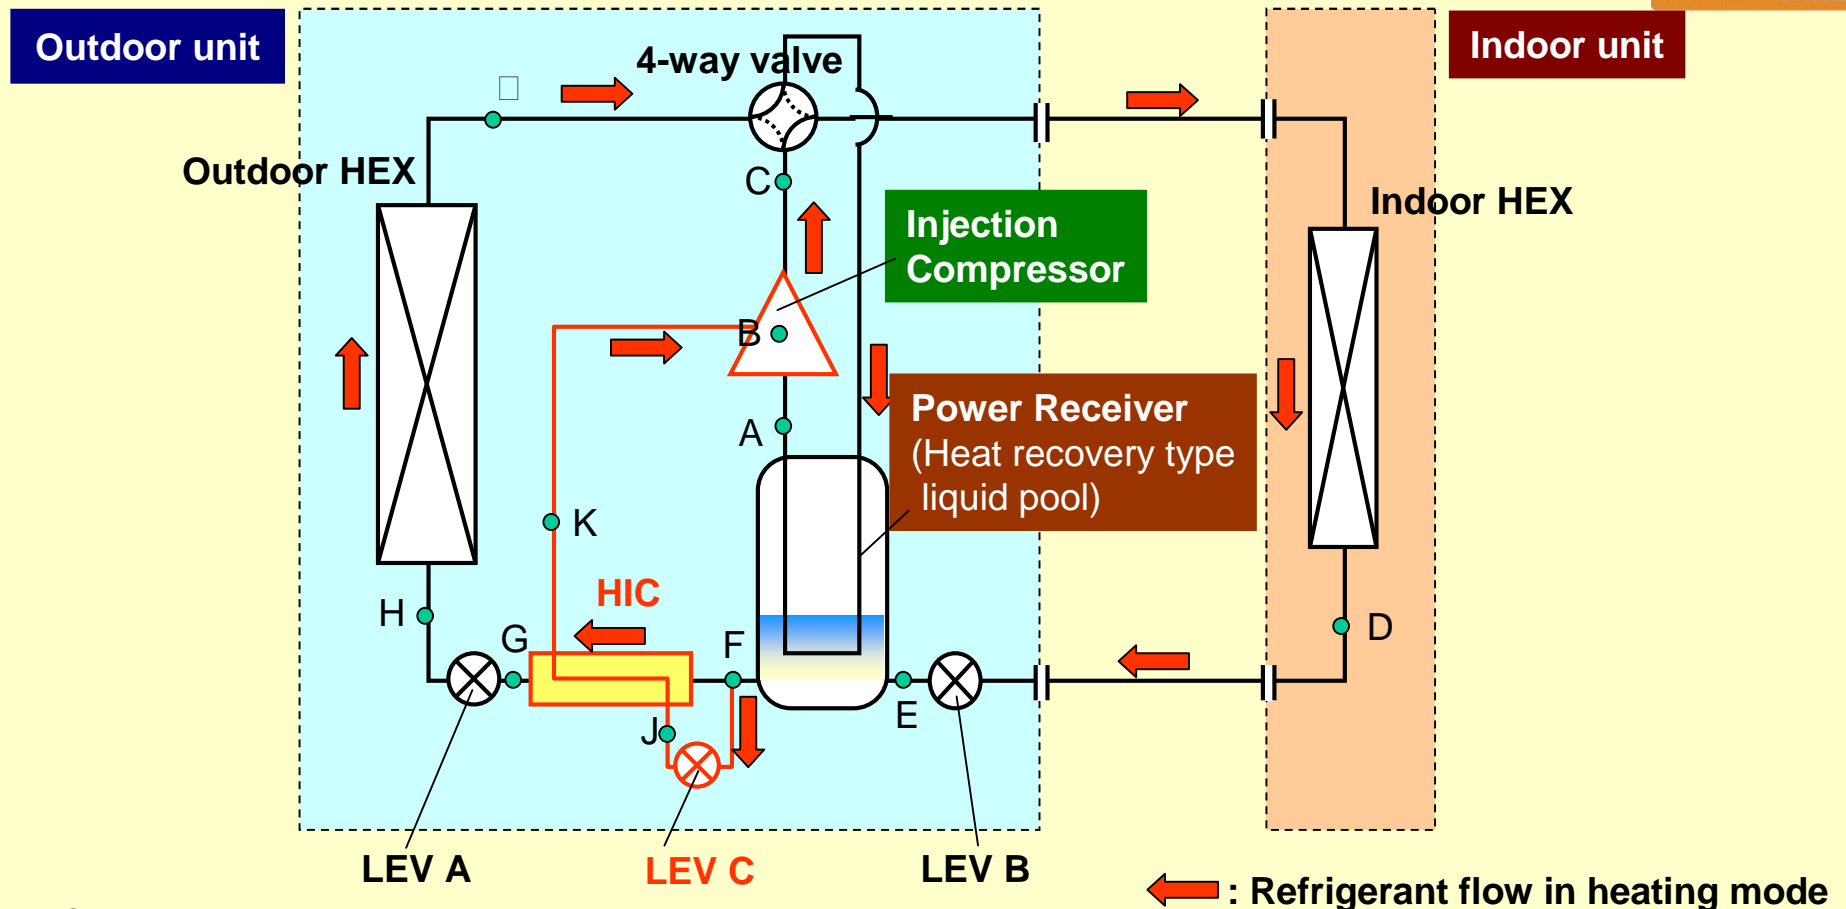 Outdoor unit
Indoor unit
4-way valve
Outdoor HEX
C
Indoor HEX
Injection
Compressor
B
Power Receiver
(Heat recovery type
liquid pool)
A
K
HIC
H
G
F
D
E
J
LEV A
LEV C
LEV B
: Refrigerant flow in heating mode